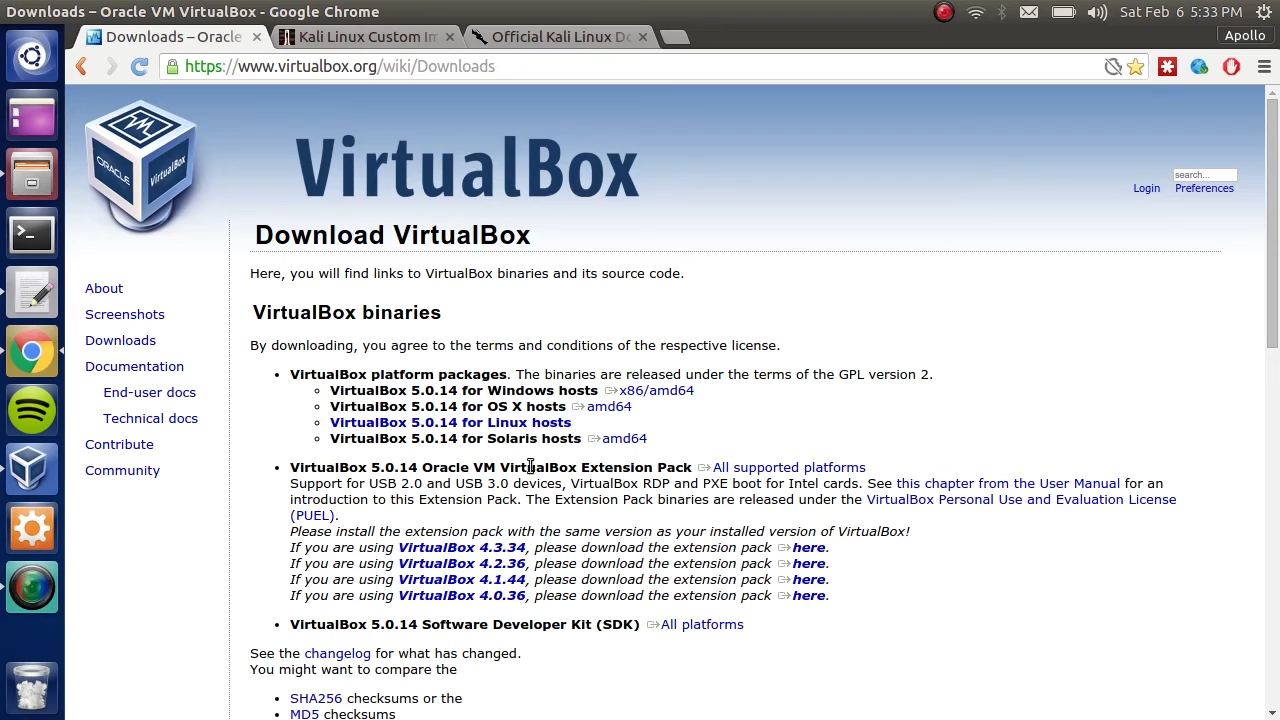 Downloads – Oracle VM VirtualBox - Google Chrome
Sat Feb 6 5:33 PM
Downloads – Oracle
Kali Linux Custom Im
Official Kali Linux Do
Apollo
https://www.virtualbox.org/wiki/Downloads
ORACLE
VirtualBox
VirtualBox
search...
Login Preferences
Download VirtualBox
Here, you will find links to VirtualBox binaries and its source code.
About
Screenshots
Downloads
Documentation
End-user docs
Technical docs
Contribute
Community
VirtualBox binaries
By downloading, you agree to the terms and conditions of the respective license.
• VirtualBox platform packages. The binaries are released under the terms of the GPL version 2.
◦ VirtualBox 5.0.14 for Windows hosts x86/amd64
◦ VirtualBox 5.0.14 for OS X hosts amd64
◦ VirtualBox 5.0.14 for Linux hosts
◦ VirtualBox 5.0.14 for Solaris hosts amd64
• VirtualBox 5.0.14 Oracle VM VirtualBox Extension Pack All supported platforms
Support for USB 2.0 and USB 3.0 devices, VirtualBox RDP and PXE boot for Intel cards. See this chapter from the User Manual for an
introduction to this Extension Pack. The Extension Pack binaries are released under the VirtualBox Personal Use and Evaluation License
(PUEL).
Please install the extension pack with the same version as your installed version of VirtualBox!
If you are using VirtualBox 4.3.34, please download the extension pack here.
If you are using VirtualBox 4.2.36, please download the extension pack here.
If you are using VirtualBox 4.1.44, please download the extension pack here.
If you are using VirtualBox 4.0.36, please download the extension pack here.
• VirtualBox 5.0.14 Software Developer Kit (SDK) All platforms
See the changelog for what has changed.
You might want to compare the
• SHA256 checksums or the
• MD5 checksums